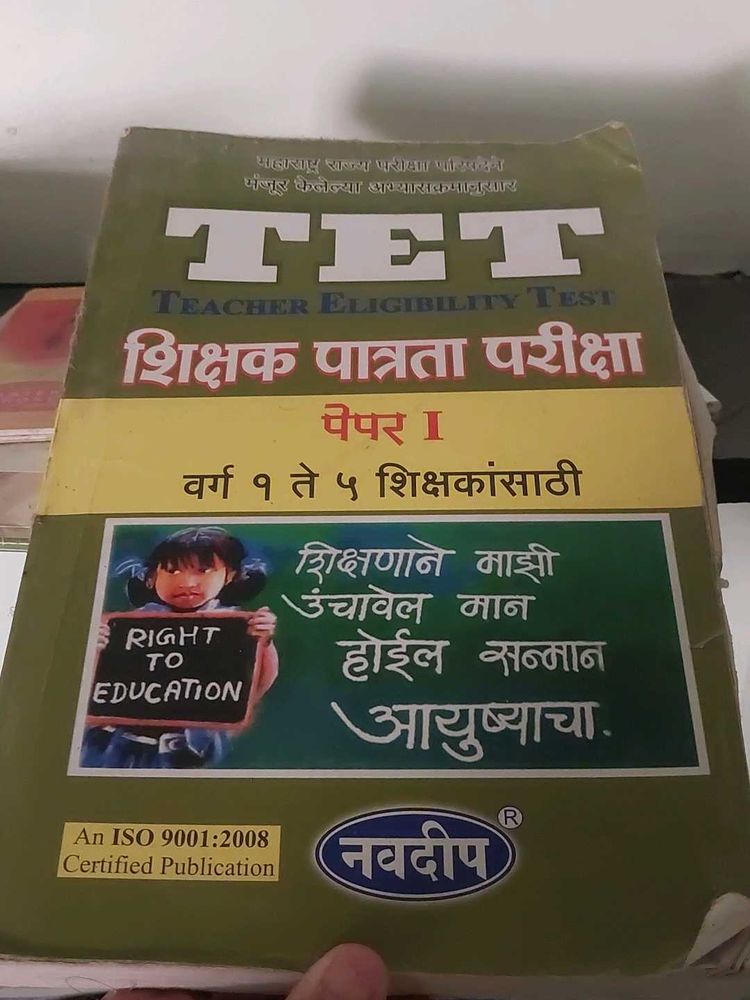 महाराष्ट्र राज्य परीक्षा परिषदेने
मंजूर केलेल्या अभ्यासक्रमानुसार
TET
TEACHER ELIGIBILITY TEST
शिक्षक पात्रता परीक्षा
पेपर I
वर्ग १ ते ५ शिक्षकांसाठी
शिक्षणाने माझी
उंचावेल मान
होईल सन्मान
आयुष्याचा.
RIGHT
TO
EDUCATION
An ISO 9001:2008
Certified Publication
नवदीप ®